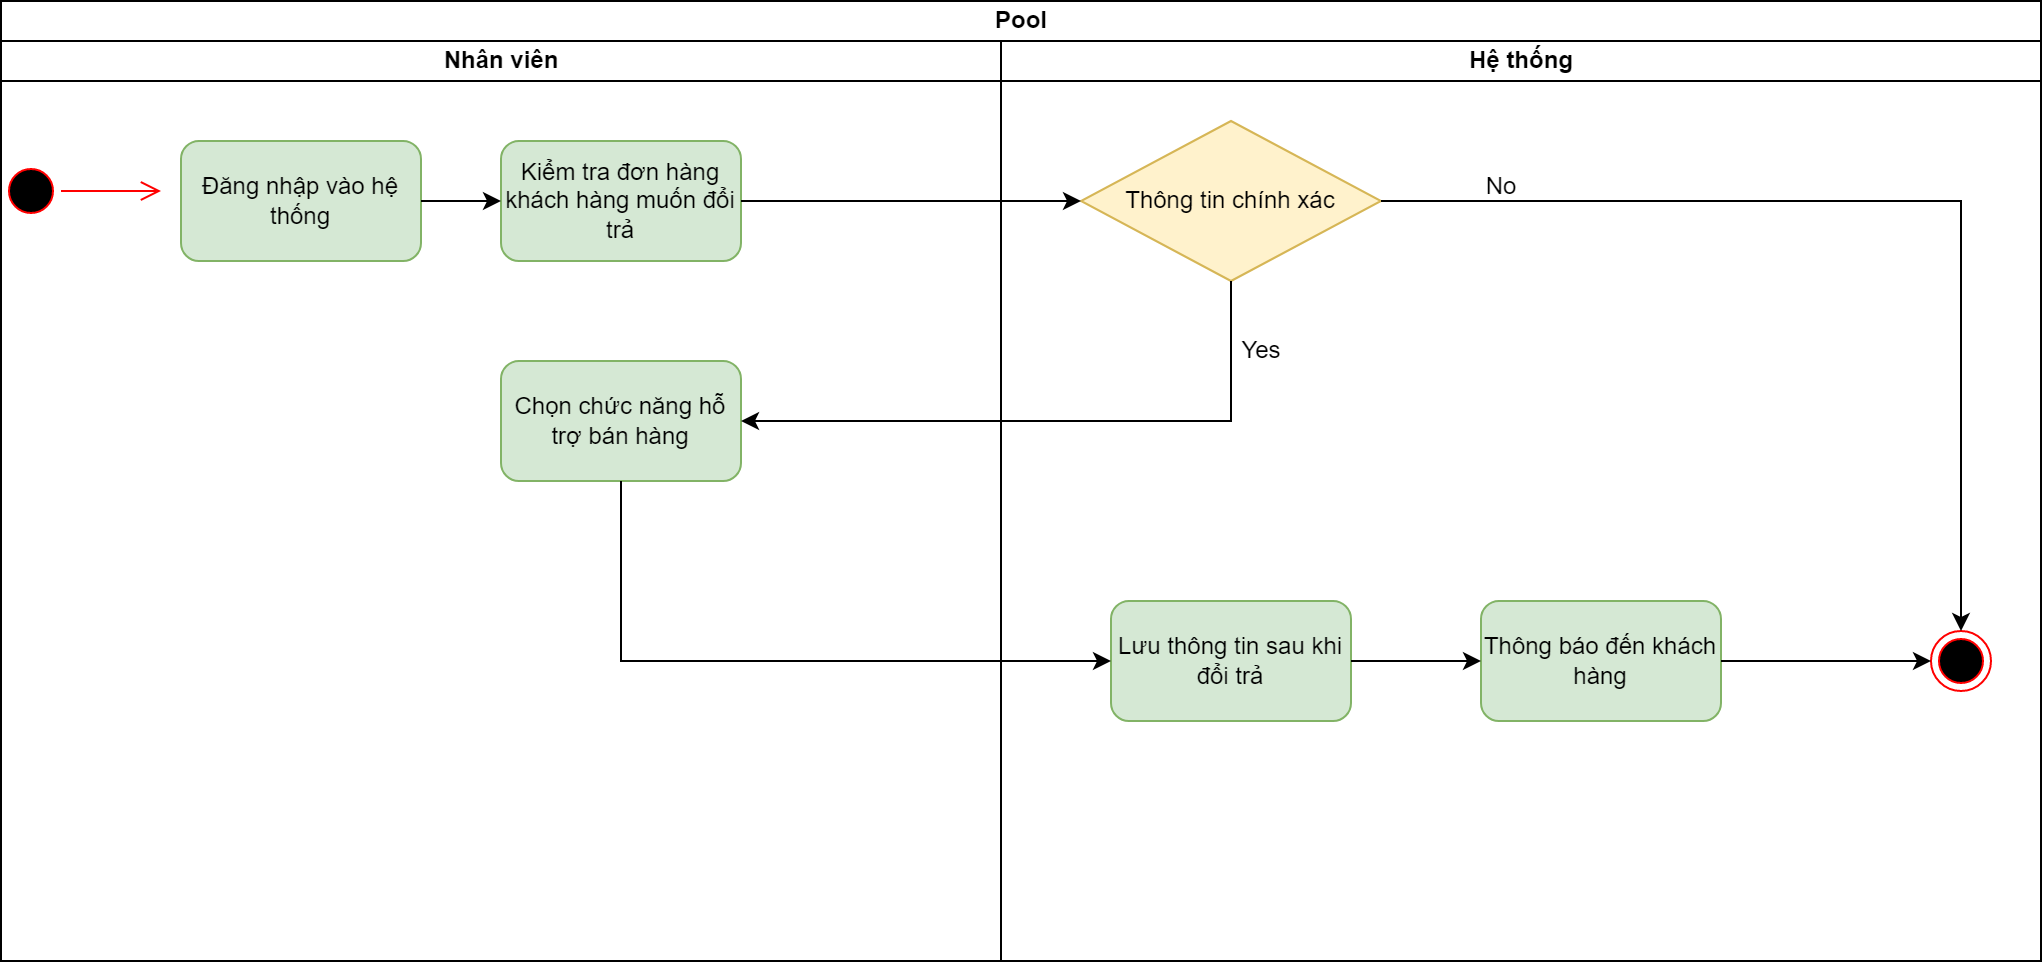 Pool
Nhân viên
Hệ thống
Đăng nhập vào hệ
thống
Kiểm tra đơn hàng
khách hàng muốn đổi
trả
Thông tin chính xác
No
Yes
Chọn chức năng hỗ
trợ bán hàng
Lưu thông tin sau khi
đổi trả
Thông báo đến khách
hàng